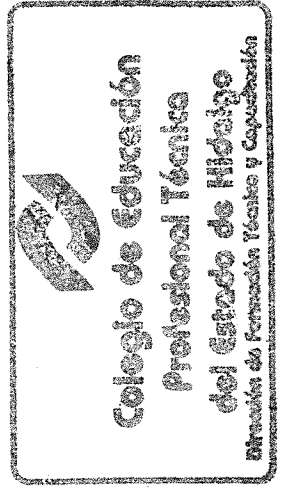 Colegio de Educación
Profesional Técnica
del Estado de Hidalgo
Dirección de Formación Técnica y Capacitación